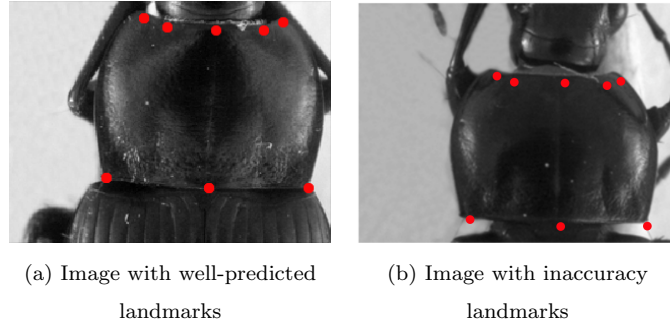 (a) Image with well-predicted
landmarks
(b) Image with inaccuracy
landmarks